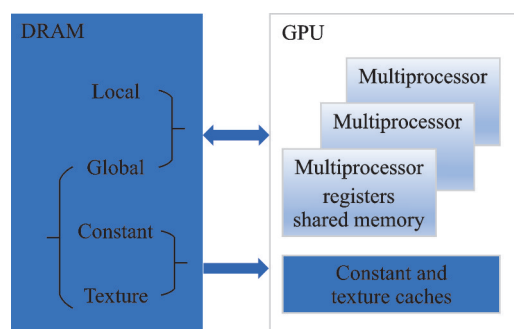 DRAM
Local
Global
Constant
Texture
GPU
Multiprocessor
Multiprocessor
Multiprocessor
registers
shared memory
Constant and
texture caches